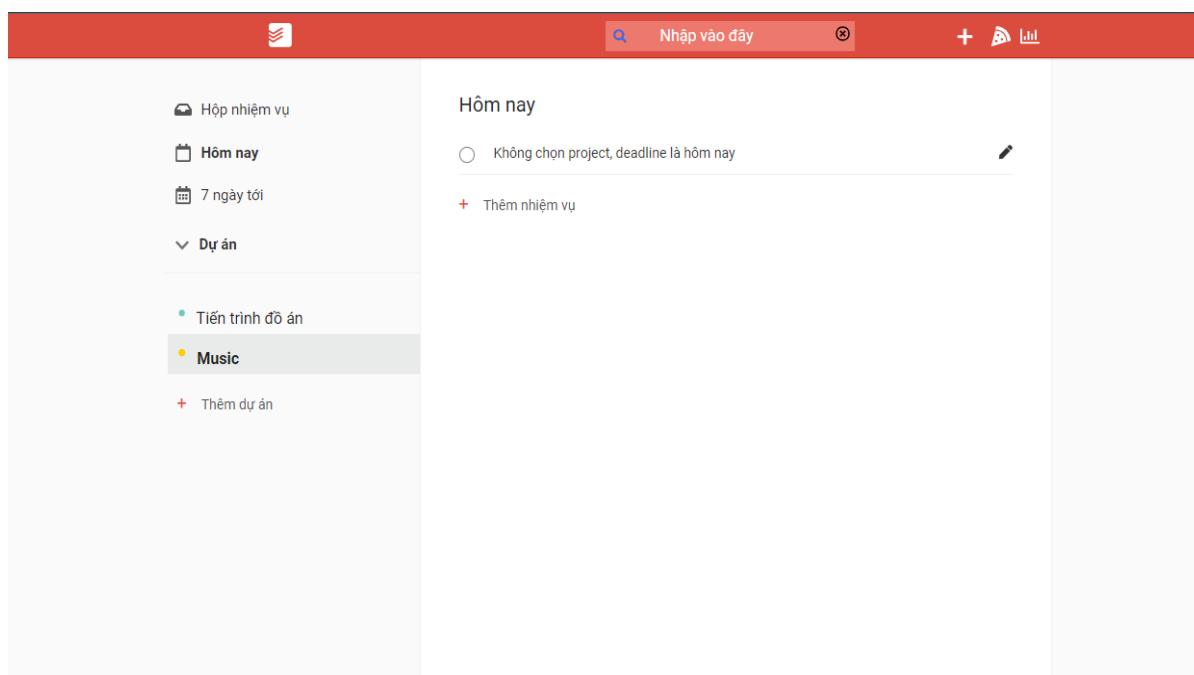 Nhập vào đây
Hộp nhiệm vụ
Hôm nay
7 ngày tới
Dự án
Tiến trình đồ án
Music
+ Thêm dự án
Hôm nay
Không chọn project, deadline là hôm nay
+ Thêm nhiệm vụ